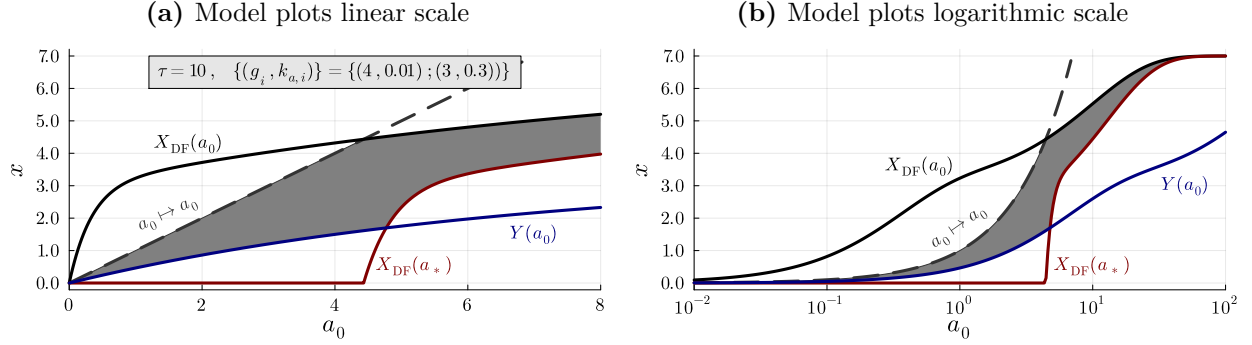 (a) Model plots linear scale
7.0
6.0
5.0
4.0
3.0
2.0
1.0
0.0
x
τ = 10 , {(g_i , k_{a,i})} = {(4 , 0.01) ; (3 , 0.3))}
X_DF(a_0)
a_0 ↦ a_0
Y(a_0)
X_DF(a_*)
0 2 4 6 8
a_0
(b) Model plots logarithmic scale
7.0
6.0
5.0
4.0
3.0
2.0
1.0
0.0
x
X_DF(a_0)
Y(a_0)
a_0 ↦ a_0
X_DF(a_*)
10^{-2} 10^{-1} 10^0 10^1 10^2
a_0